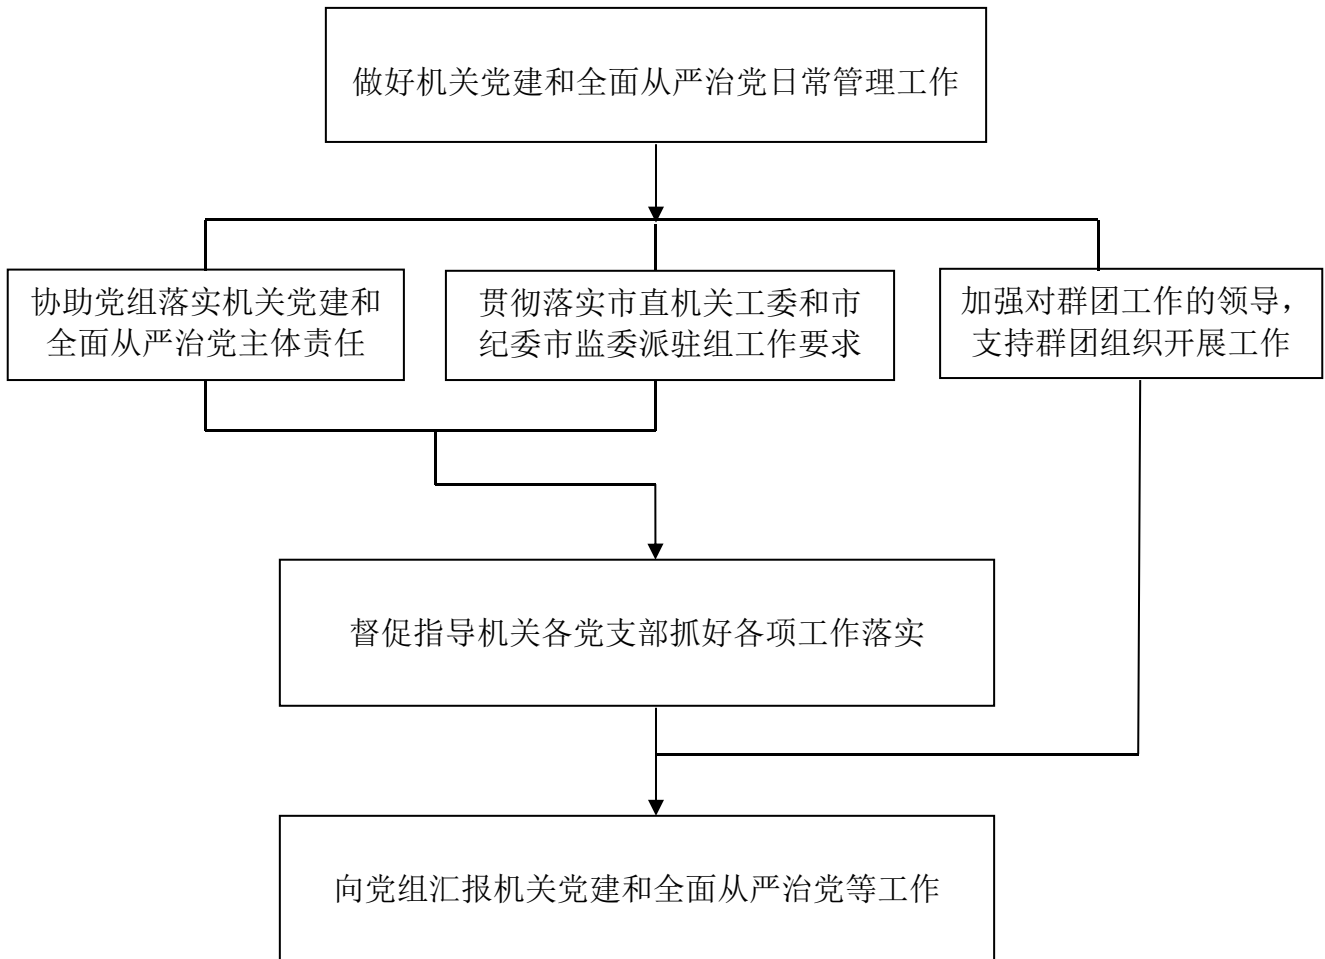 做好机关党建和全面从严治党日常管理工作
协助党组落实机关党建和
全面从严治党主体责任
贯彻落实市直机关工委和市
纪委市监委派驻组工作要求
加强对群团工作的领导，
支持群团组织开展工作
督促指导机关各党支部抓好各项工作落实
向党组汇报机关党建和全面从严治党等工作